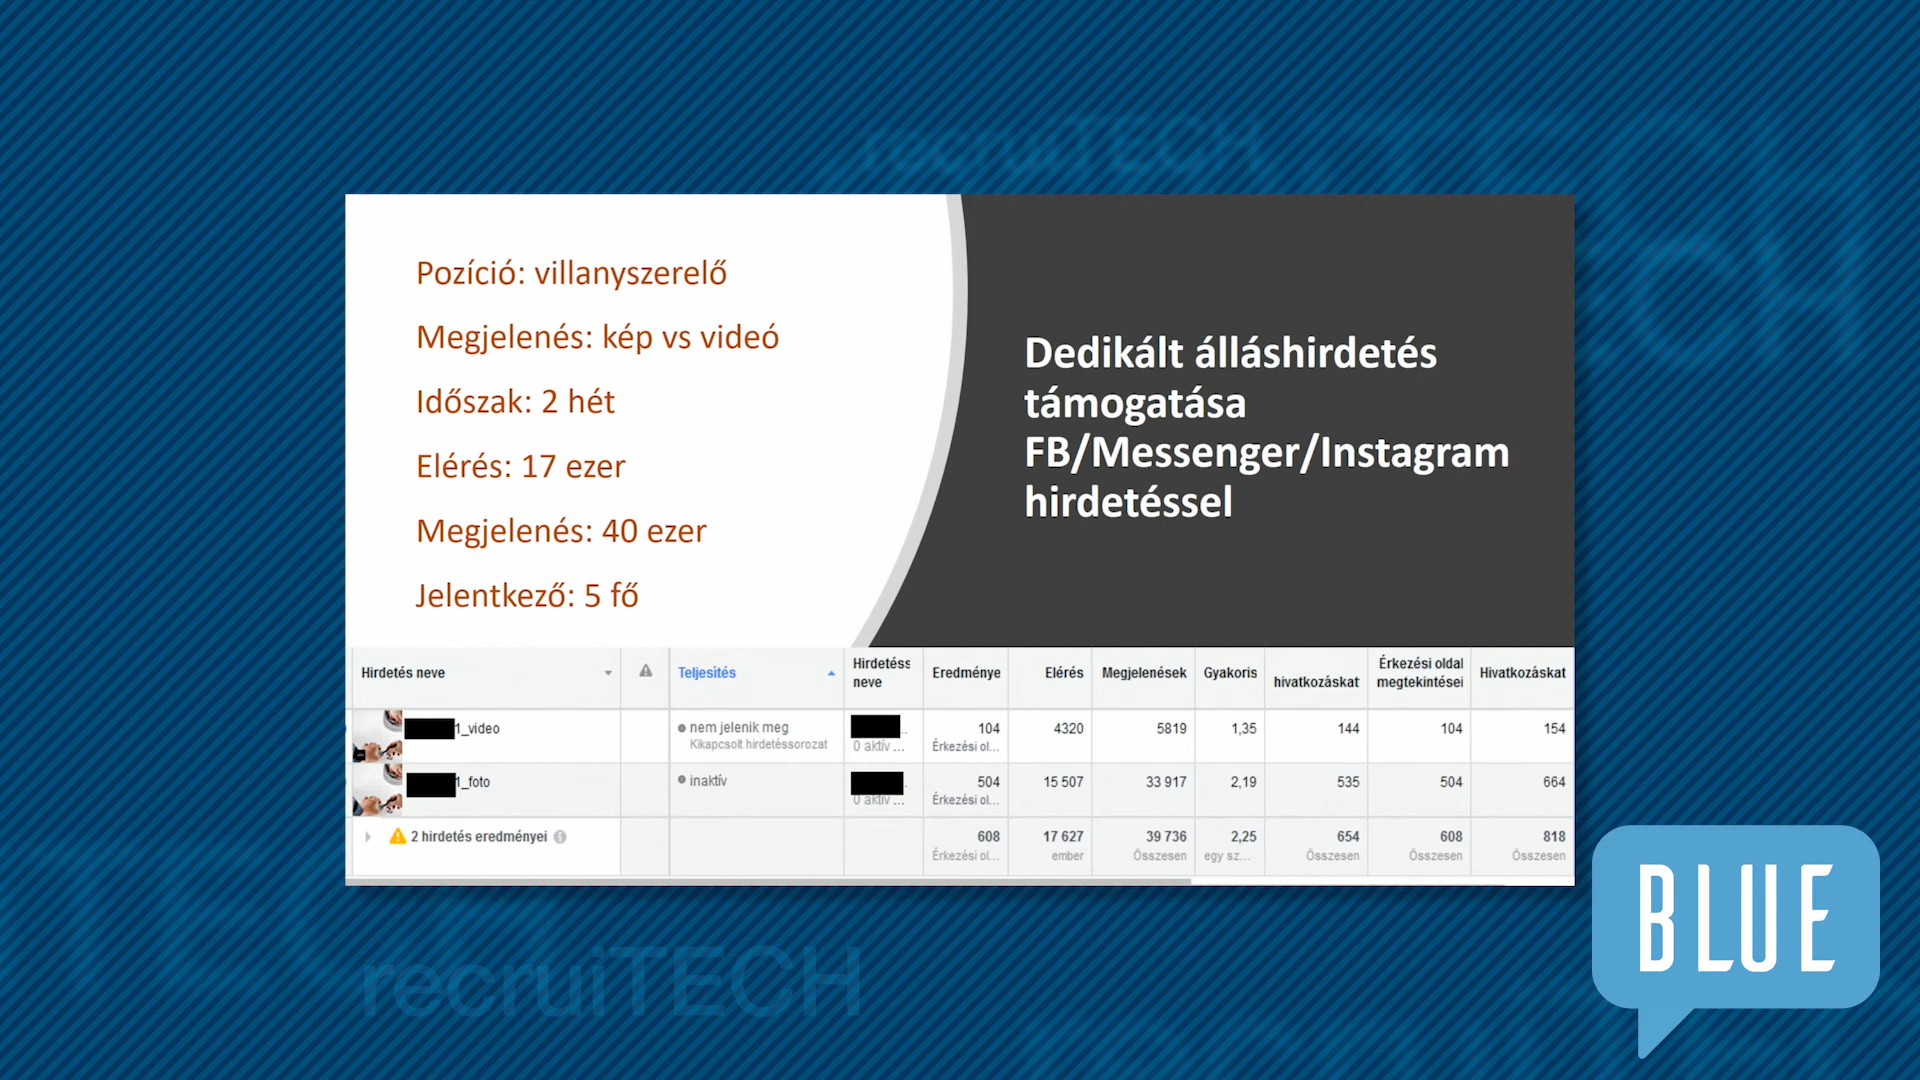 recruiTECH
Pozíció: villanyszerelő
Megjelenés: kép vs videó
Időszak: 2 hét
Elérés: 17 ezer
Megjelenés: 40 ezer
Jelentkező: 5 fő
Dedikált álláshirdetés
támogatása
FB/Messenger/Instagram
hirdetéssel
Hirdetés neve Teljesítés Hirdetéss neve Eredménye Elérés Megjelenések Gyakoris hivatkozáskat Érkezési oldal megtekintései Hivatkozáskat
1_video nem jelenik meg 104 4320 5819 1,35 144 104 154
Kikapcsolt hirdetéssorozat 0 aktív ... Érkezési ol...
1_foto inaktív 504 15 507 33 917 2,19 535 504 664
0 aktív ... Érkezési ol...
2 hirdetés eredményei 608 17 627 39 736 2,25 654 608 818
Érkezési ol... ember Összesen egy sz... Összesen Összesen Összesen
BLUE
recruiTECH